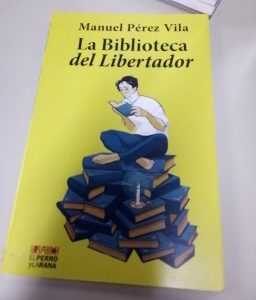 Manuel Pérez Vila
La Biblioteca
del Libertador
EL PERRO
y LA RANA